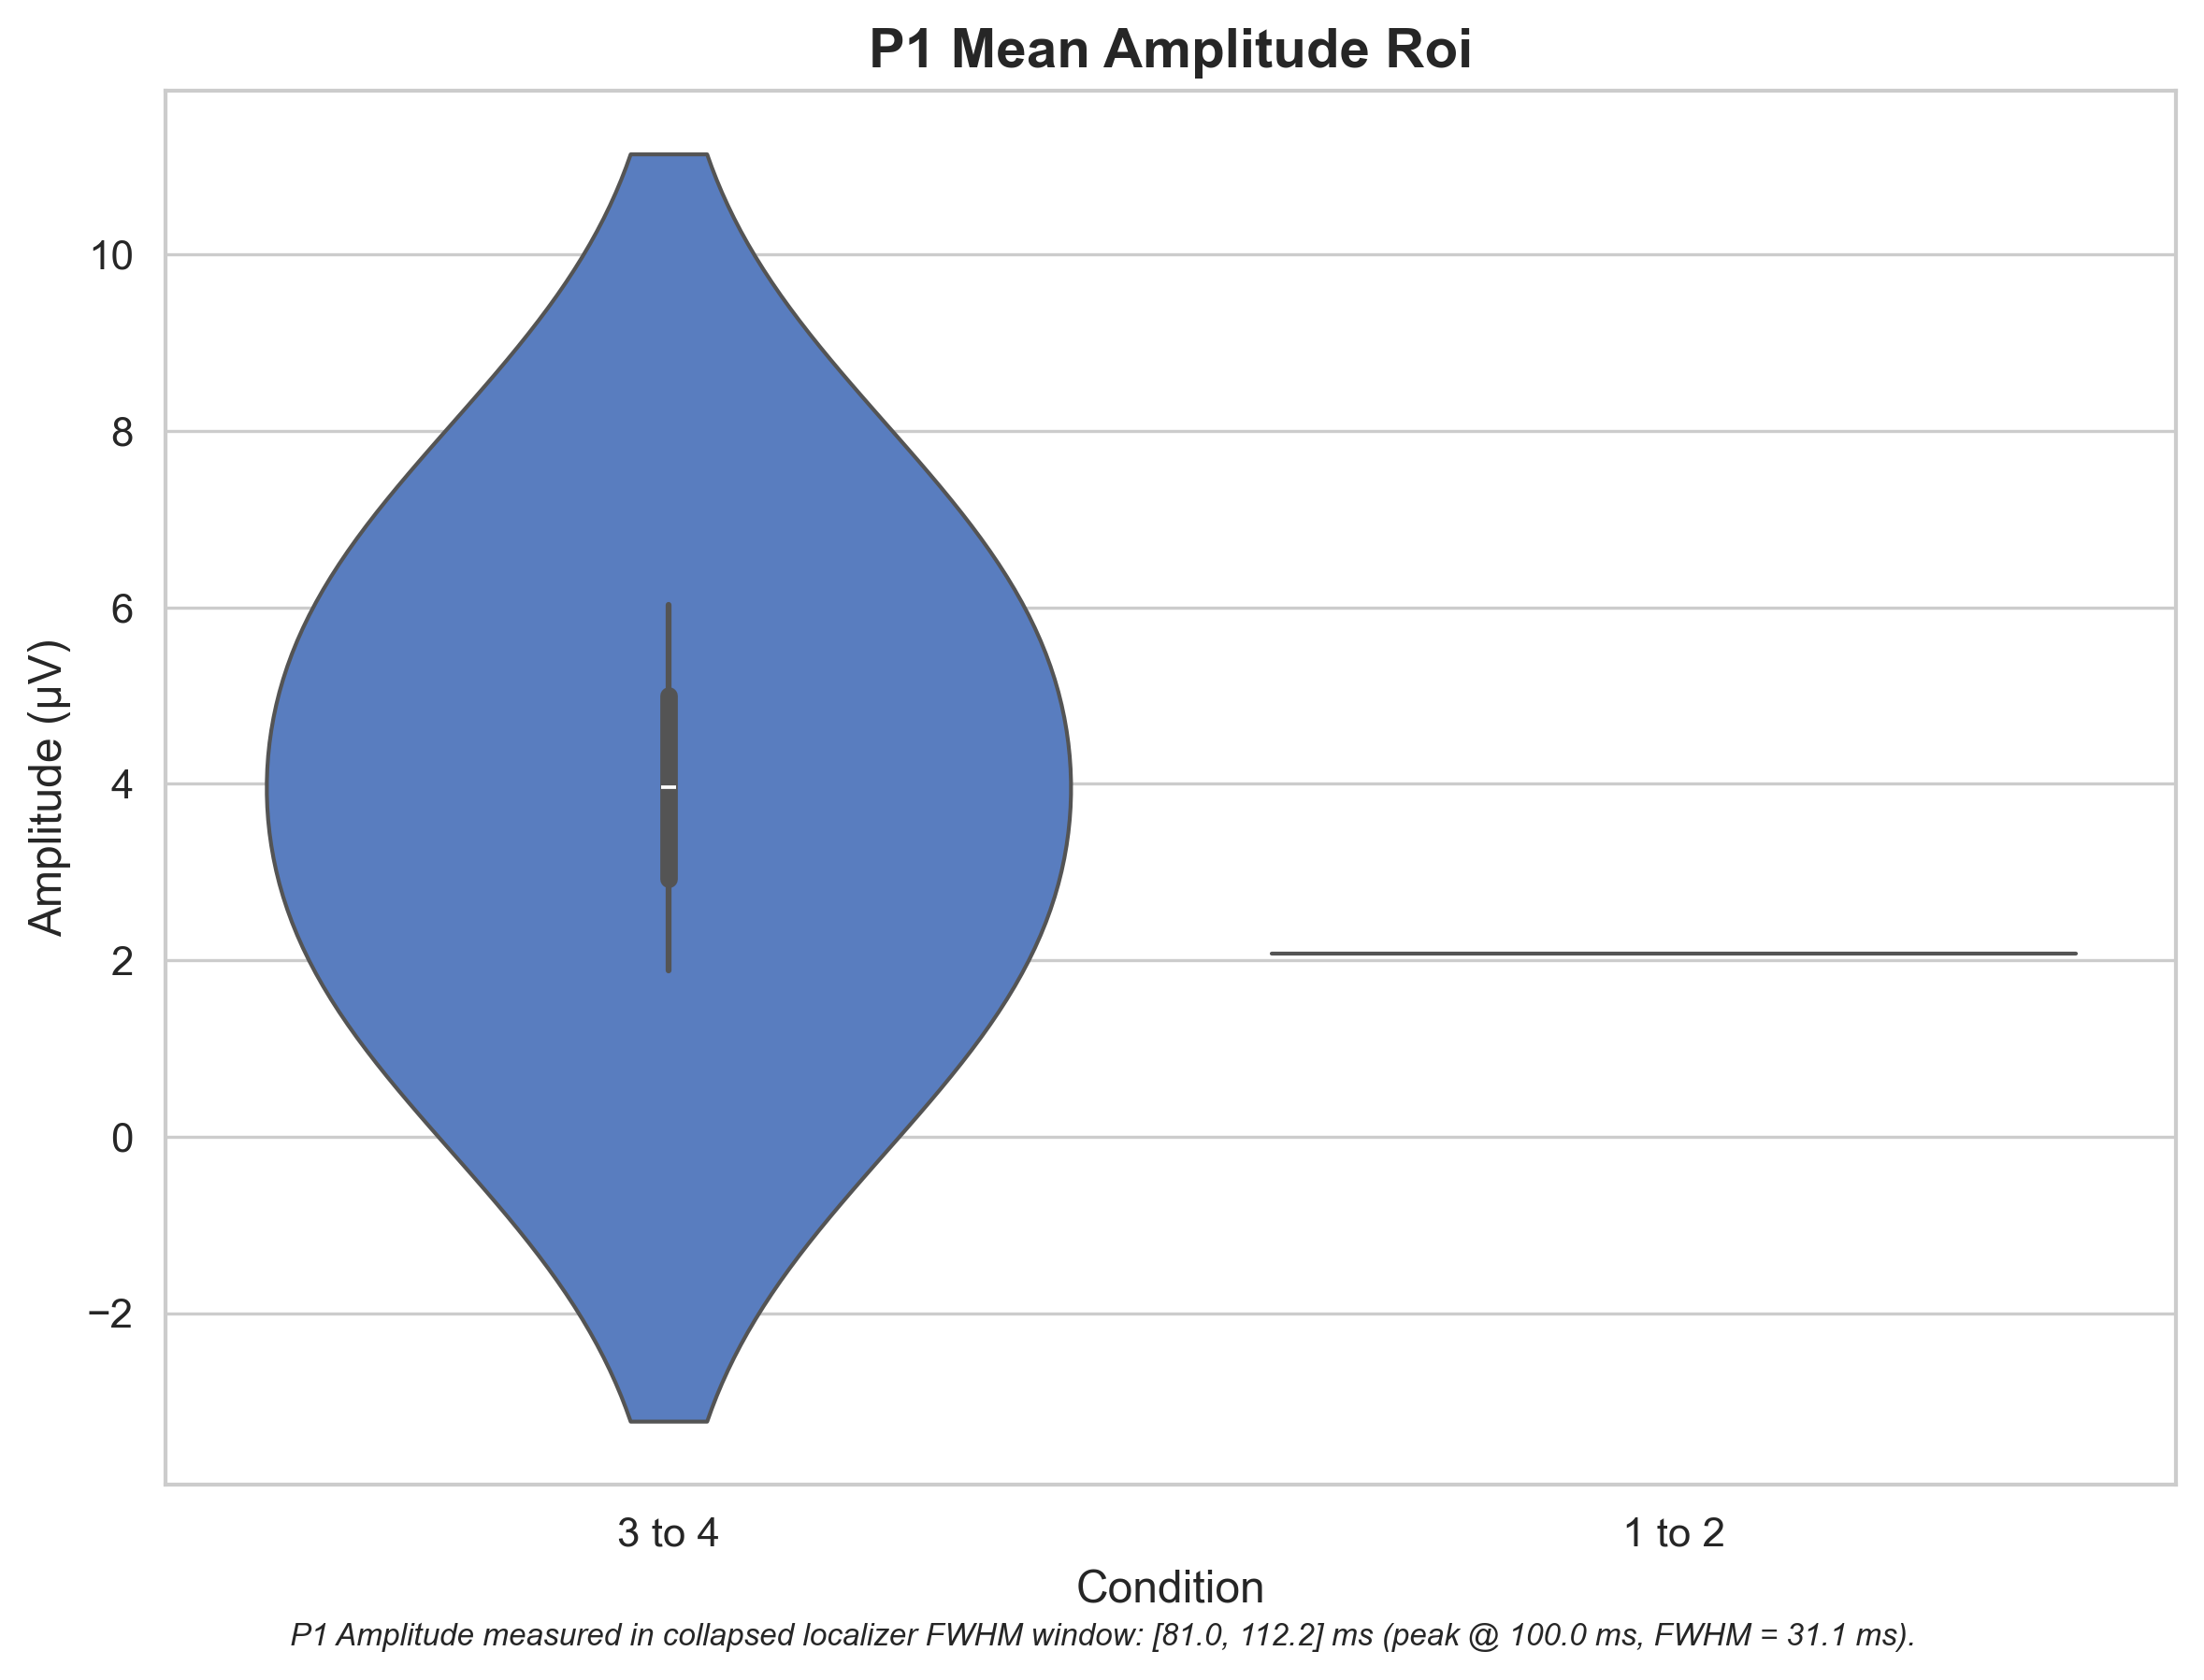 P1 Mean Amplitude Roi
Amplitude (µV)
10
8
6
4
2
0
−2
3 to 4
1 to 2
Condition
P1 Amplitude measured in collapsed localizer FWHM window: [81.0, 112.2] ms (peak @ 100.0 ms, FWHM = 31.1 ms).